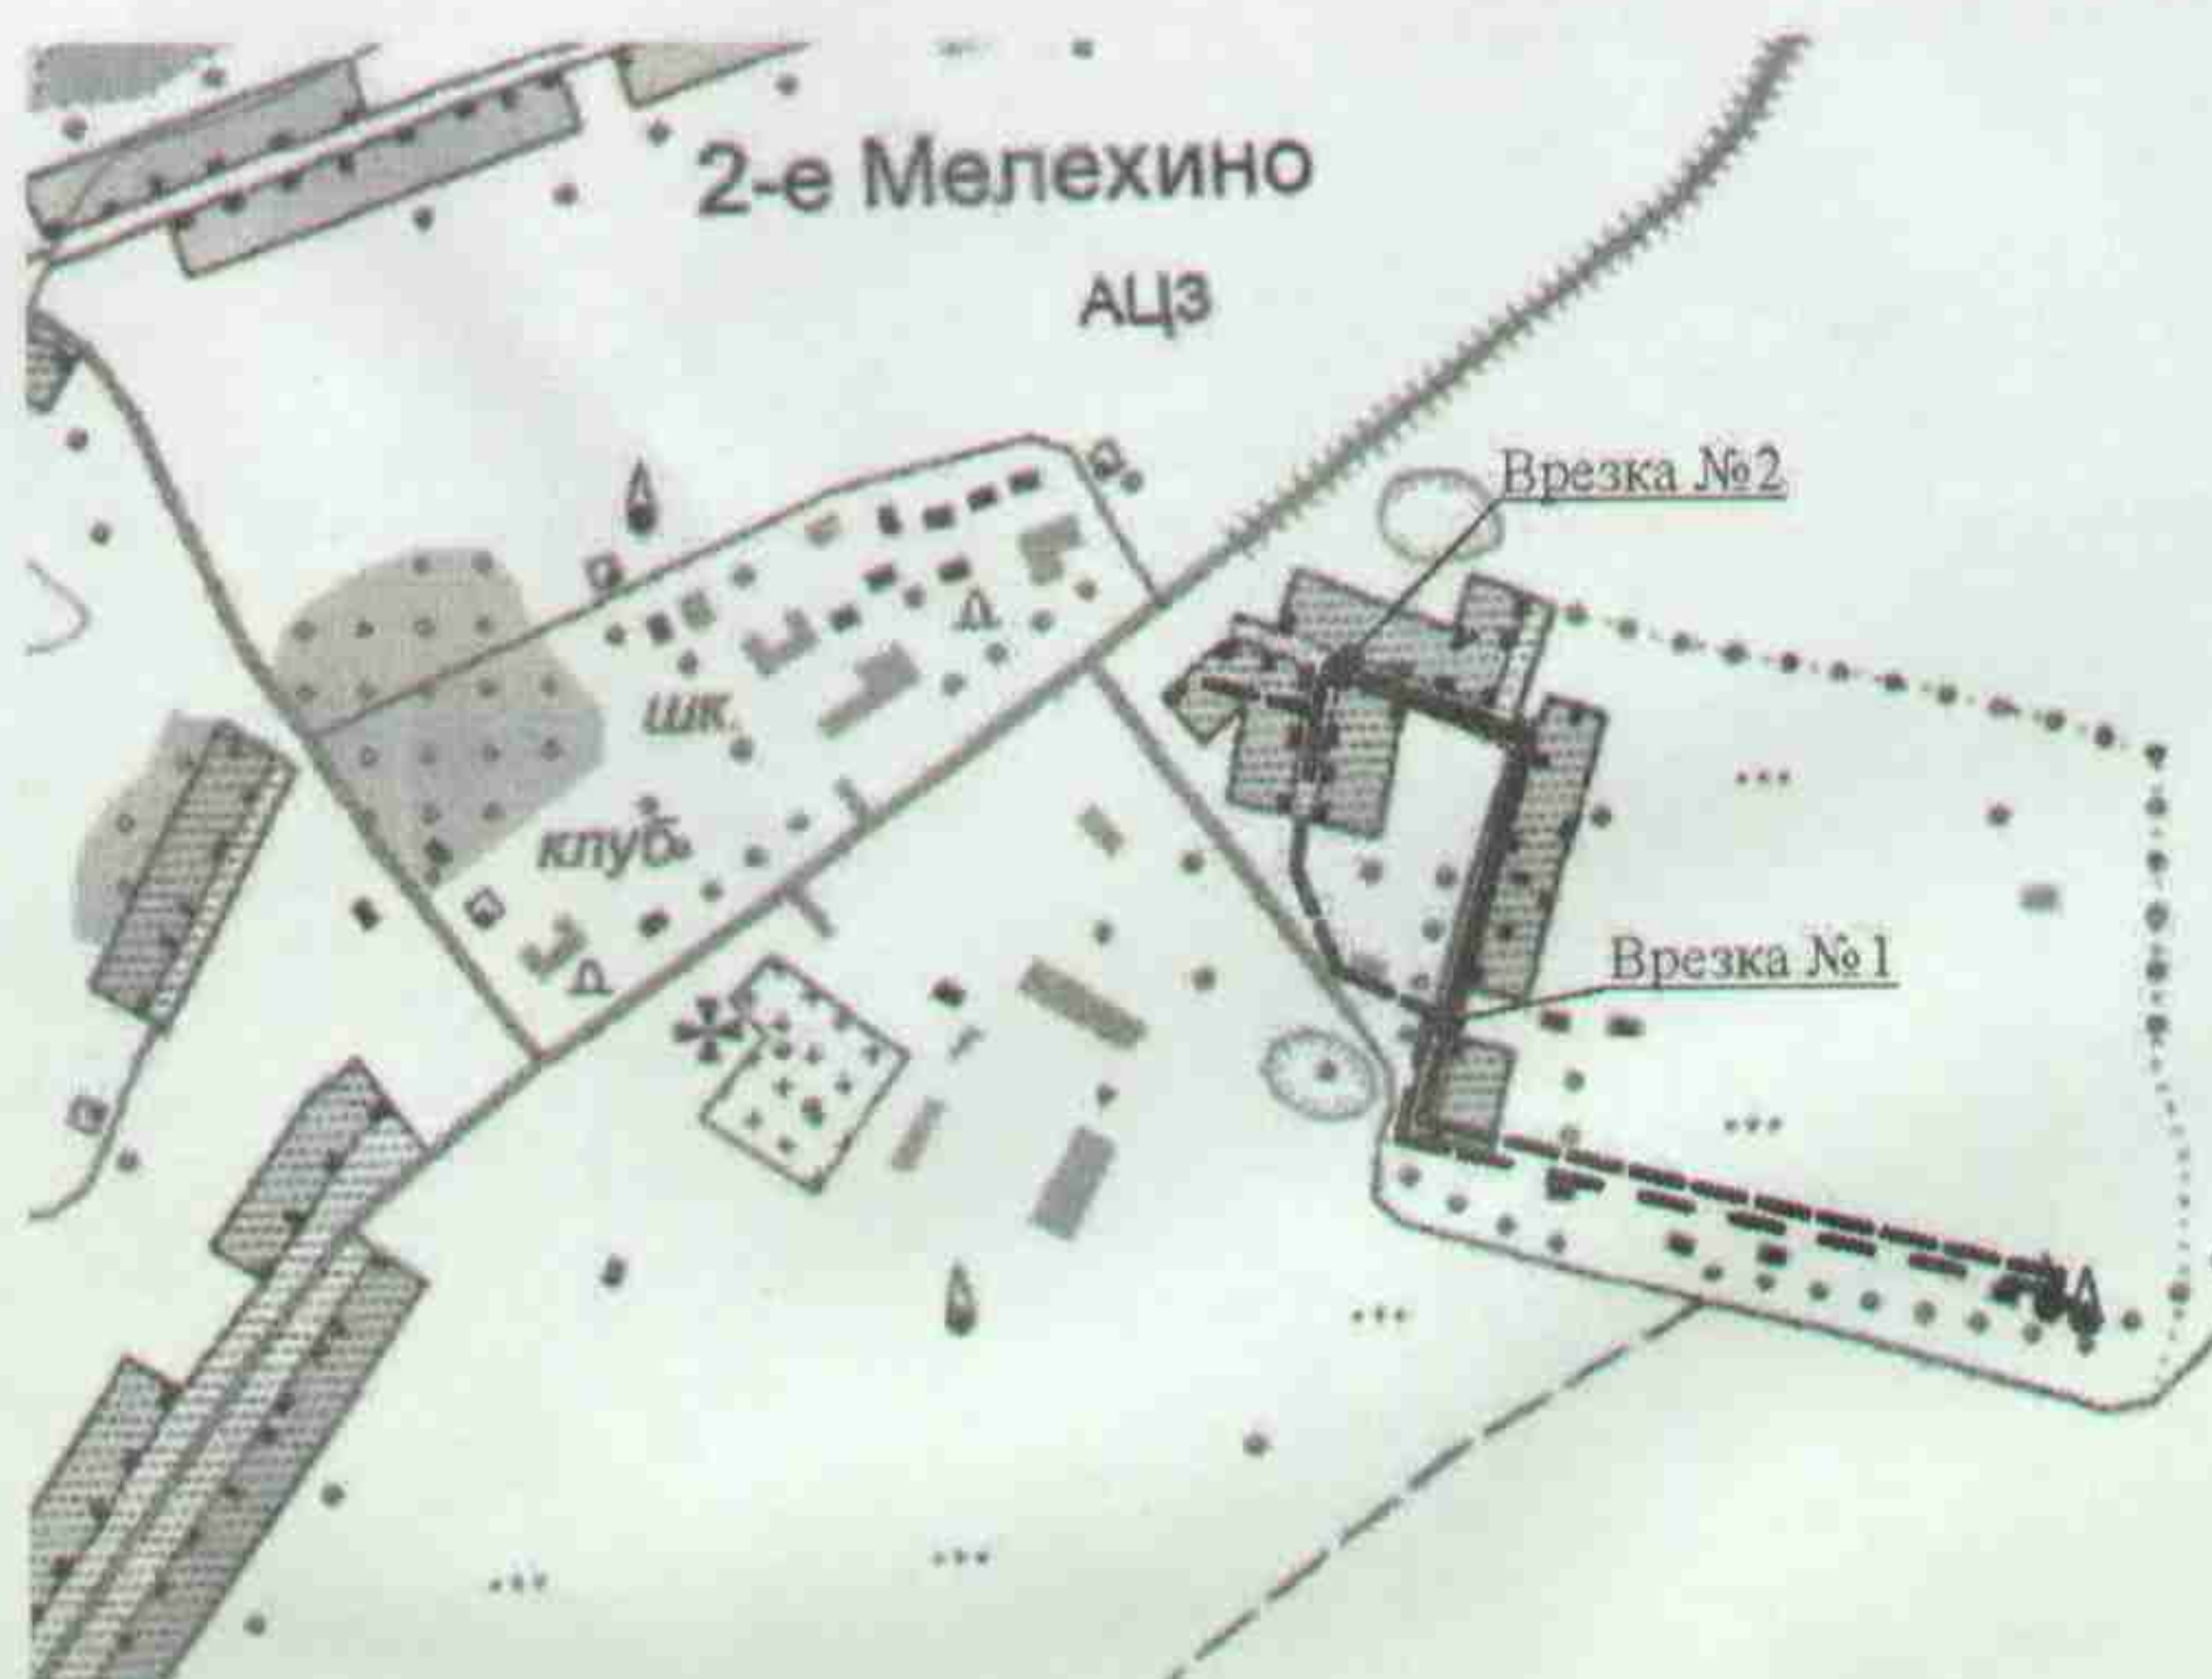 2-е Мелехино
АЦЗ
Врезка №2
шк.
клуб
Врезка №1